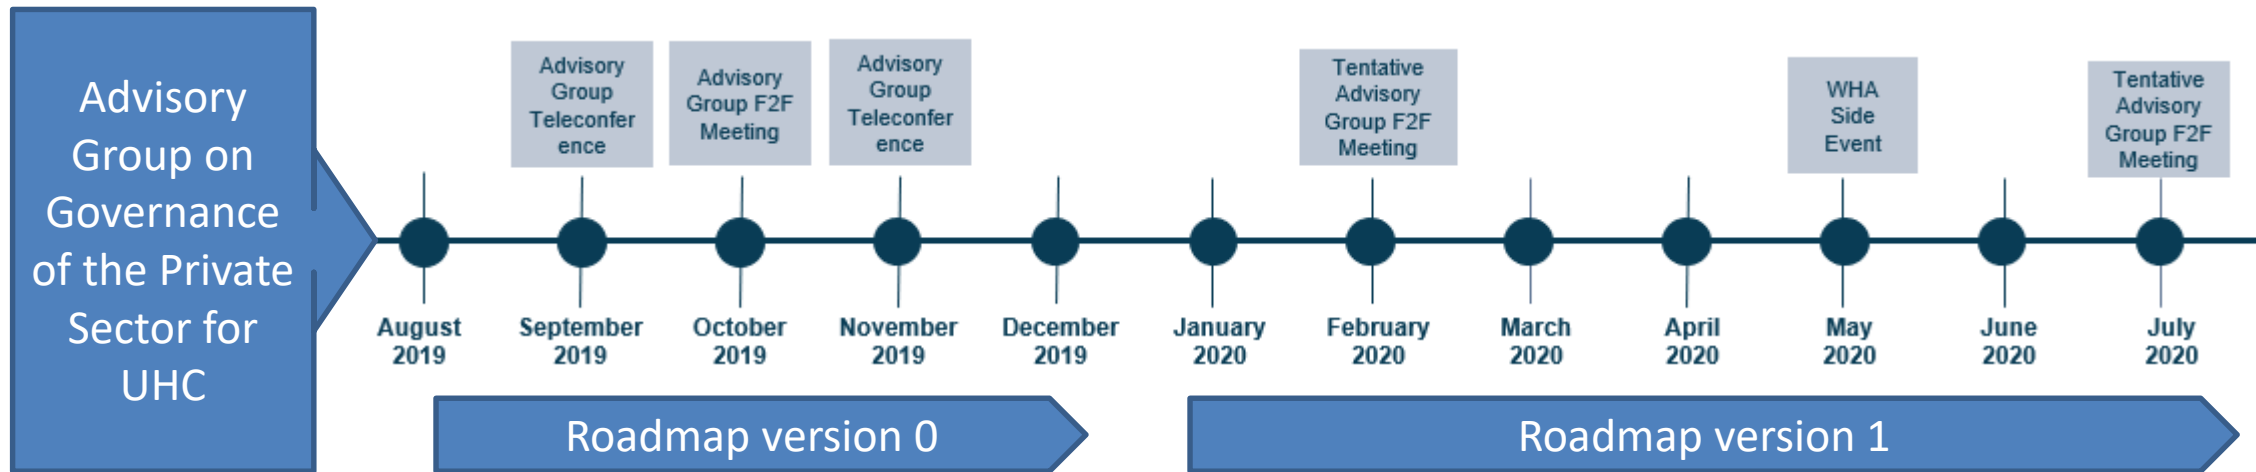 Advisory
Group on
Governance
of the Private
Sector for
UHC
Advisory
Group
Teleconfer
ence
Advisory
Group F2F
Meeting
Advisory
Group
Teleconfer
ence
Tentative
Advisory
Group F2F
Meeting
WHA
Side
Event
Tentative
Advisory
Group F2F
Meeting
August
2019
September
2019
October
2019
November
2019
December
2019
January
2020
February
2020
March
2020
April
2020
May
2020
June
2020
July
2020
Roadmap version 0
Roadmap version 1